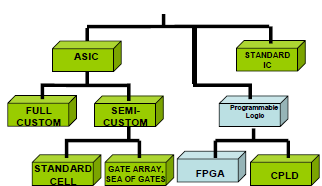 ASIC
STANDARD
IC
FULL
CUSTOM
SEMI-
CUSTOM
Programmable
Logic
STANDARD
CELL
GATE ARRAY,
SEA OF GATES
FPGA
CPLD